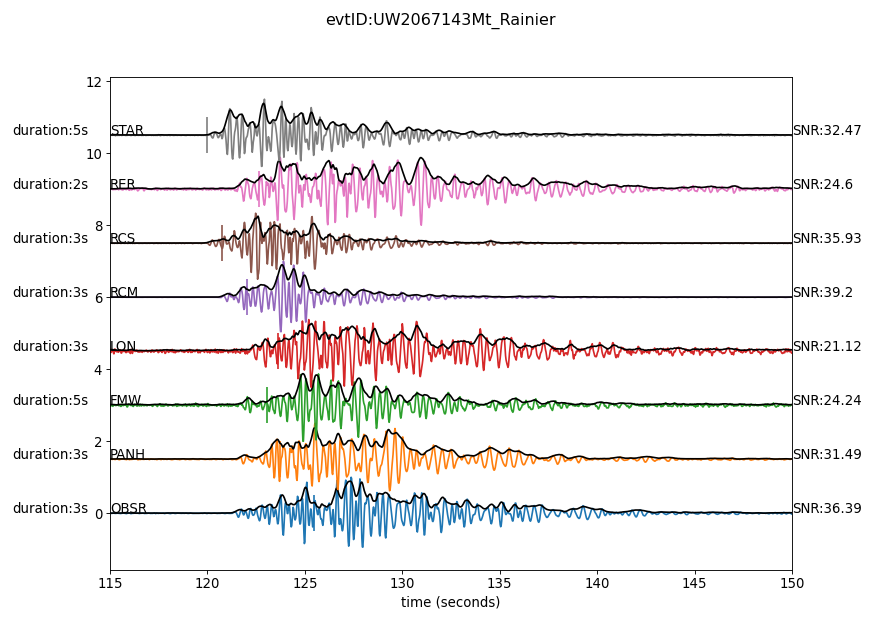 evtID:UW2067143Mt_Rainier
12
duration:5s STAR SNR:32.47
10
duration:2s RER SNR:24.6
8
duration:3s RCS SNR:35.93
duration:3s RCM SNR:39.2
6
duration:3s LON SNR:21.12
4
duration:5s FMW SNR:24.24
2
duration:3s PANH SNR:31.49
duration:3s OBSR SNR:36.39
0
115 120 125 130 135 140 145 150
time (seconds)